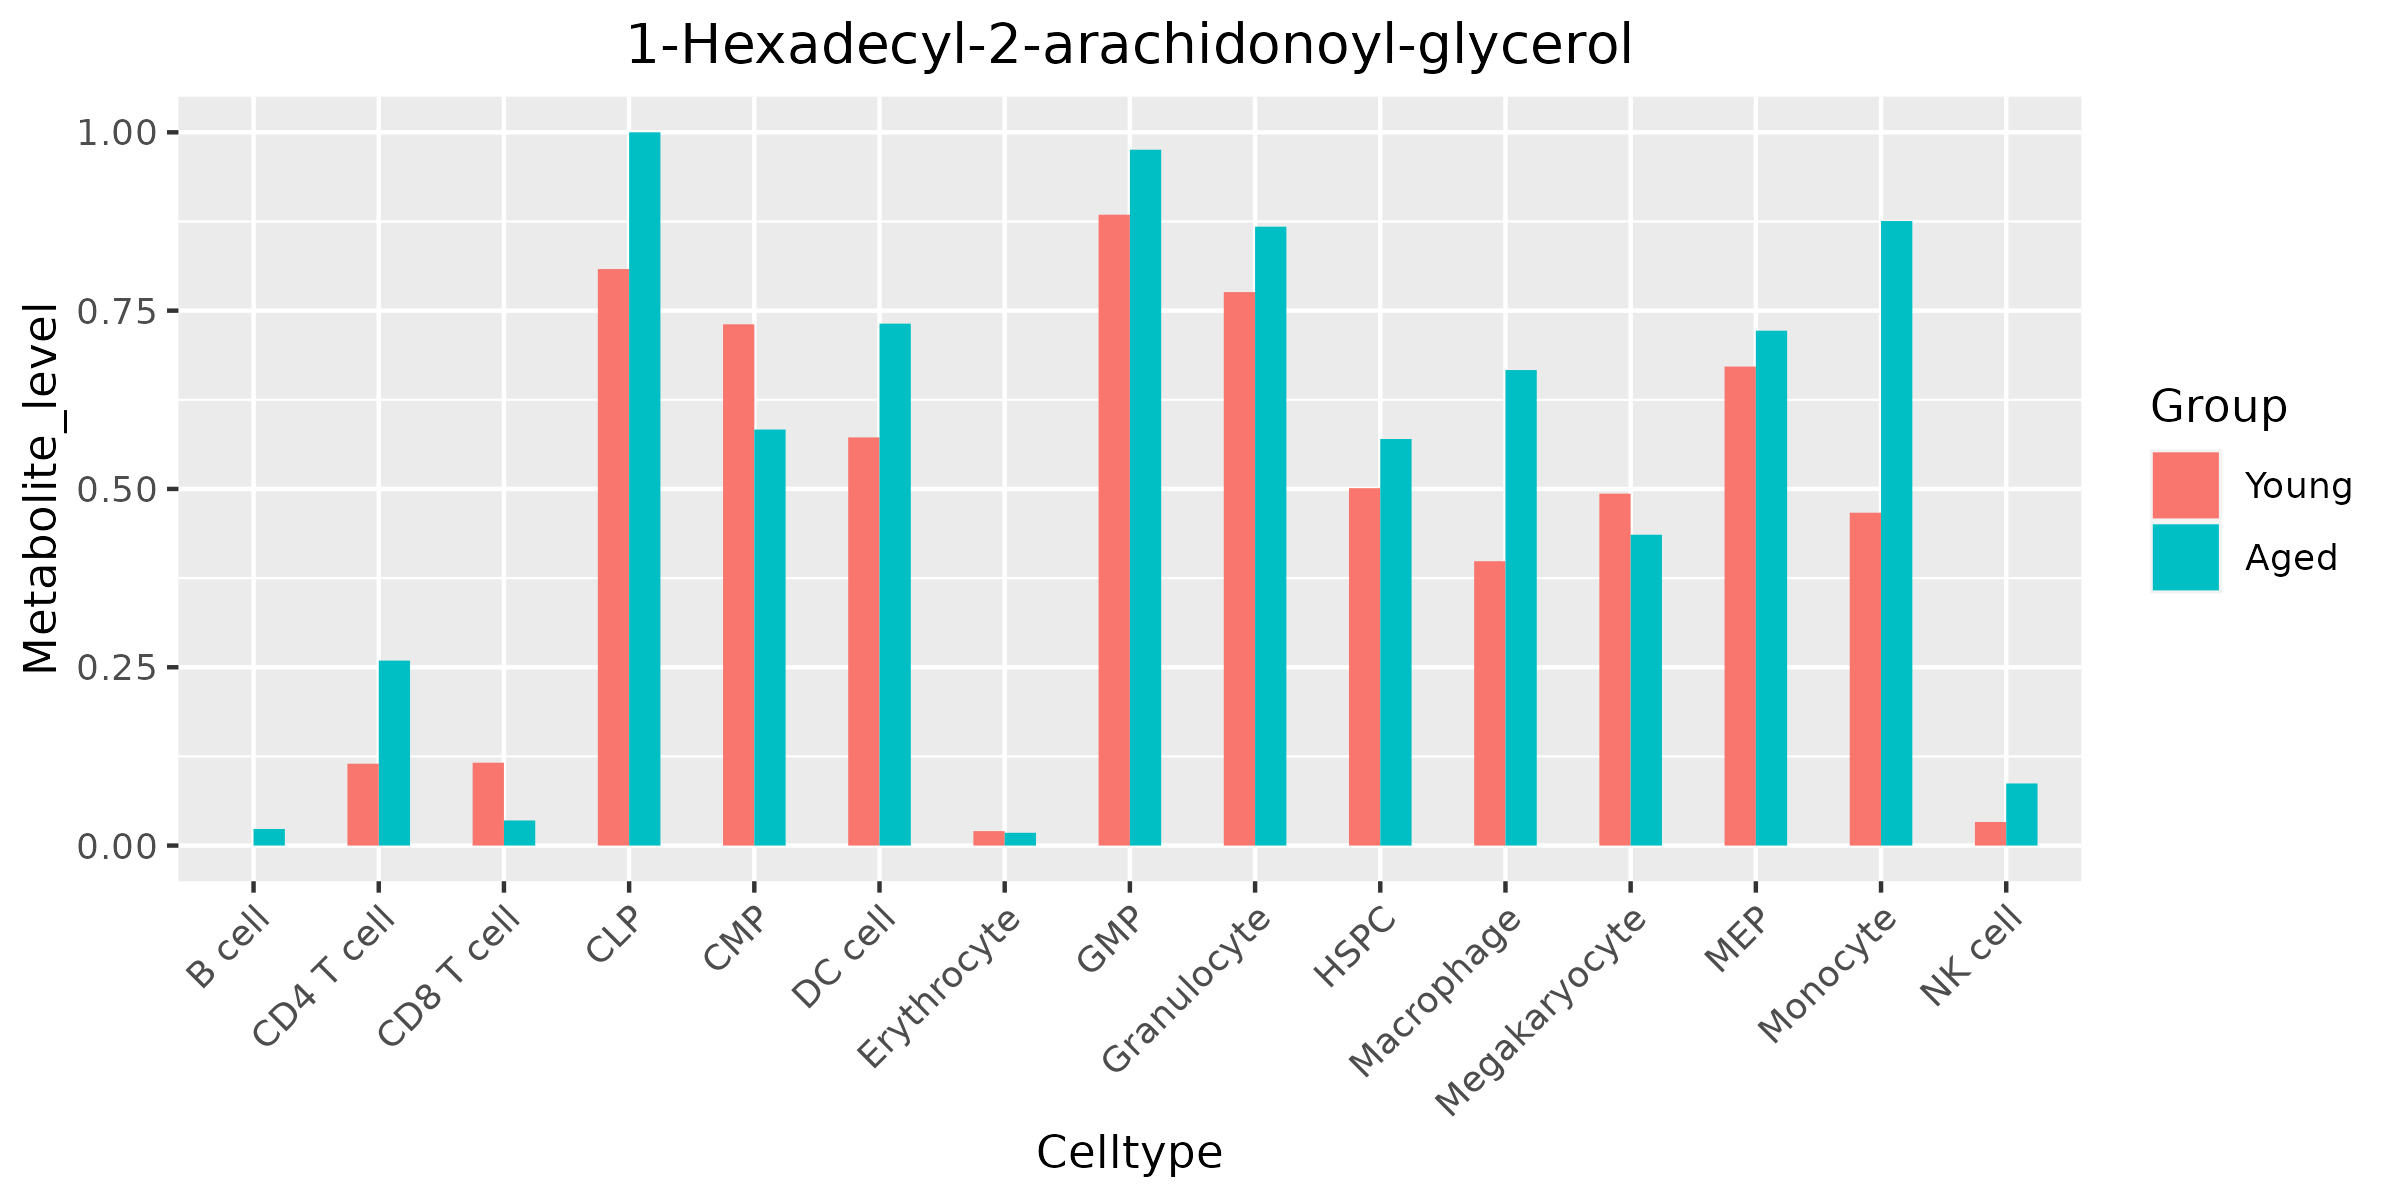 1-Hexadecyl-2-arachidonoyl-glycerol
Metabolite_level
1.00
0.75
0.50
0.25
0.00
B cell
CD4 T cell
CD8 T cell
CLP
CMP
DC cell
Erythrocyte
GMP
Granulocyte
HSPC
Macrophage
Megakaryocyte
MEP
Monocyte
NK cell
Celltype
Group
Young
Aged